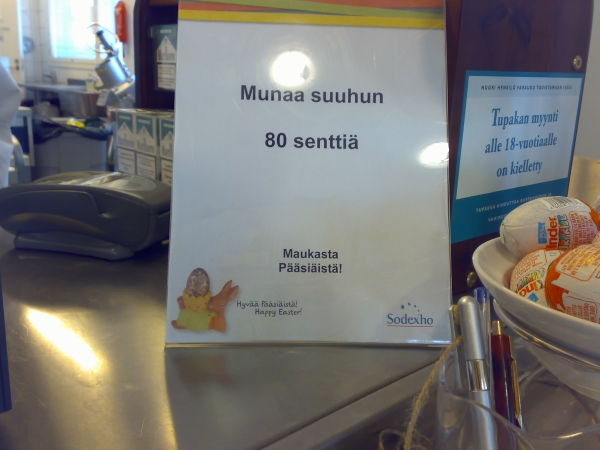 Munaa suuhun
80 senttiä
Maukasta
Pääsiäistä!
Hyvää Pääsiäistä!
Happy Easter!
Sodexho
Tupakan myynti
alle 18-vuotiaalle
on kielletty
Kinder